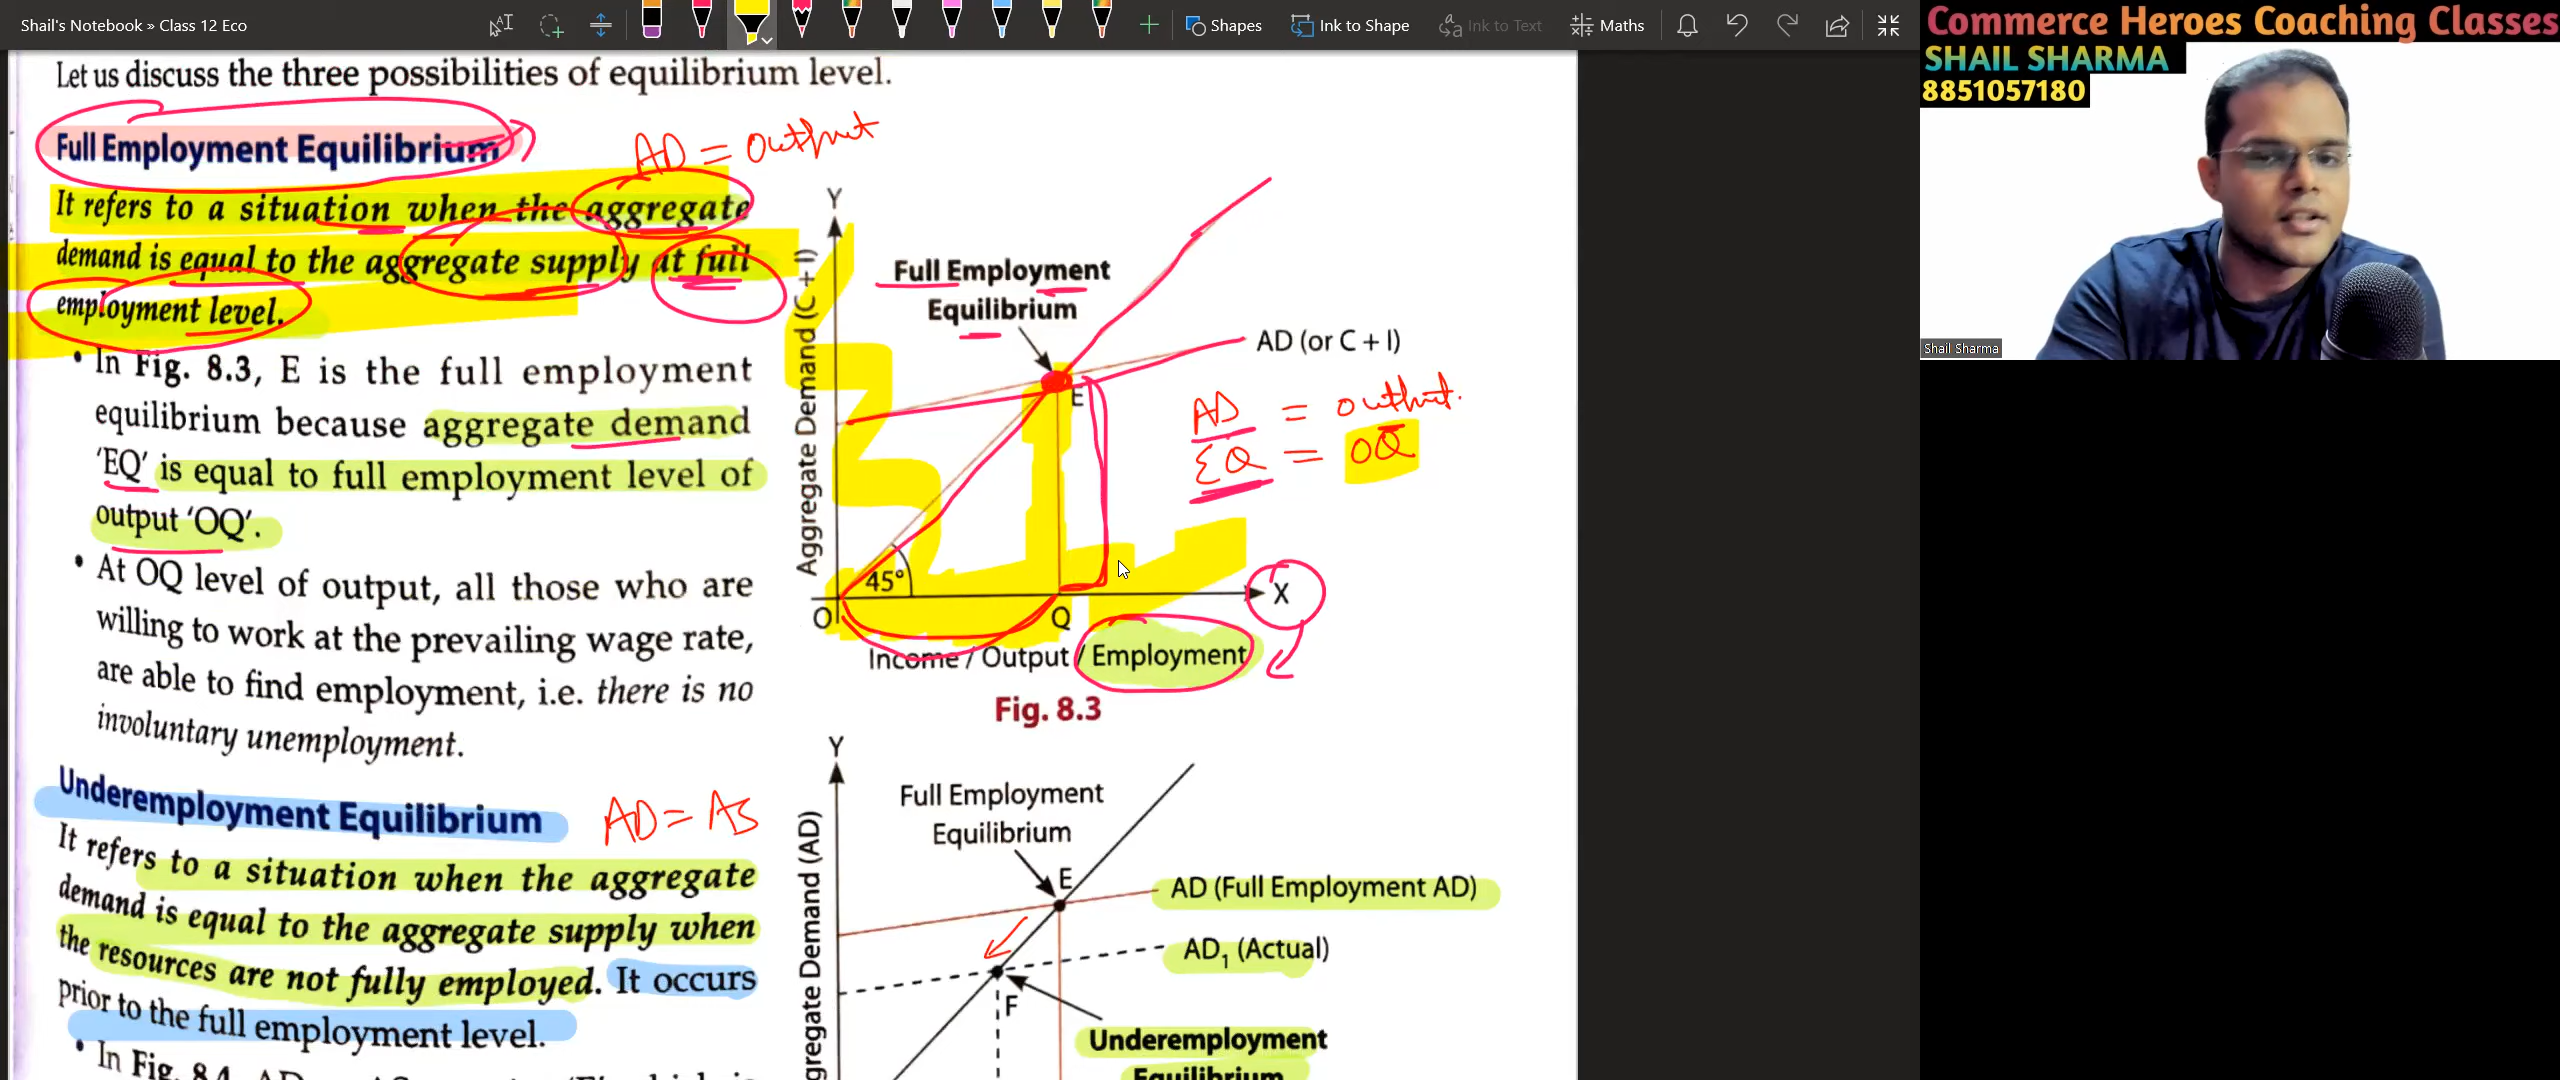 Shail's Notebook » Class 12 Eco
Shapes
Ink to Shape
Ink to Text
Maths
Commerce Heroes Coaching Classes
SHAIL SHARMA
8851057180
Shail Sharma
Let us discuss the three possibilities of equilibrium level.
Full Employment Equilibrium
AD = output
It refers to a situation when the aggregate
demand is equal to the aggregate supply at full
employment level.
• In Fig. 8.3, E is the full employment
equilibrium because aggregate demand
'EQ' is equal to full employment level of
output 'OQ'.
• At OQ level of output, all those who are
willing to work at the prevailing wage rate,
are able to find employment, i.e. there is no
involuntary unemployment.
Y
Aggregate Demand (C + I)
Full Employment
Equilibrium
AD (or C + I)
E
AD = output.
EQ = OQ
45°
O
Q
X
Income / Output / Employment
Fig. 8.3
Underemployment Equilibrium
AD = AS
It refers to a situation when the aggregate
demand is equal to the aggregate supply when
the resources are not fully employed. It occurs
prior to the full employment level.
• In Fig. 8.4
Y
Aggregate Demand (AD)
Full Employment
Equilibrium
E
AD (Full Employment AD)
AD₁ (Actual)
F
Underemployment
Equilibrium